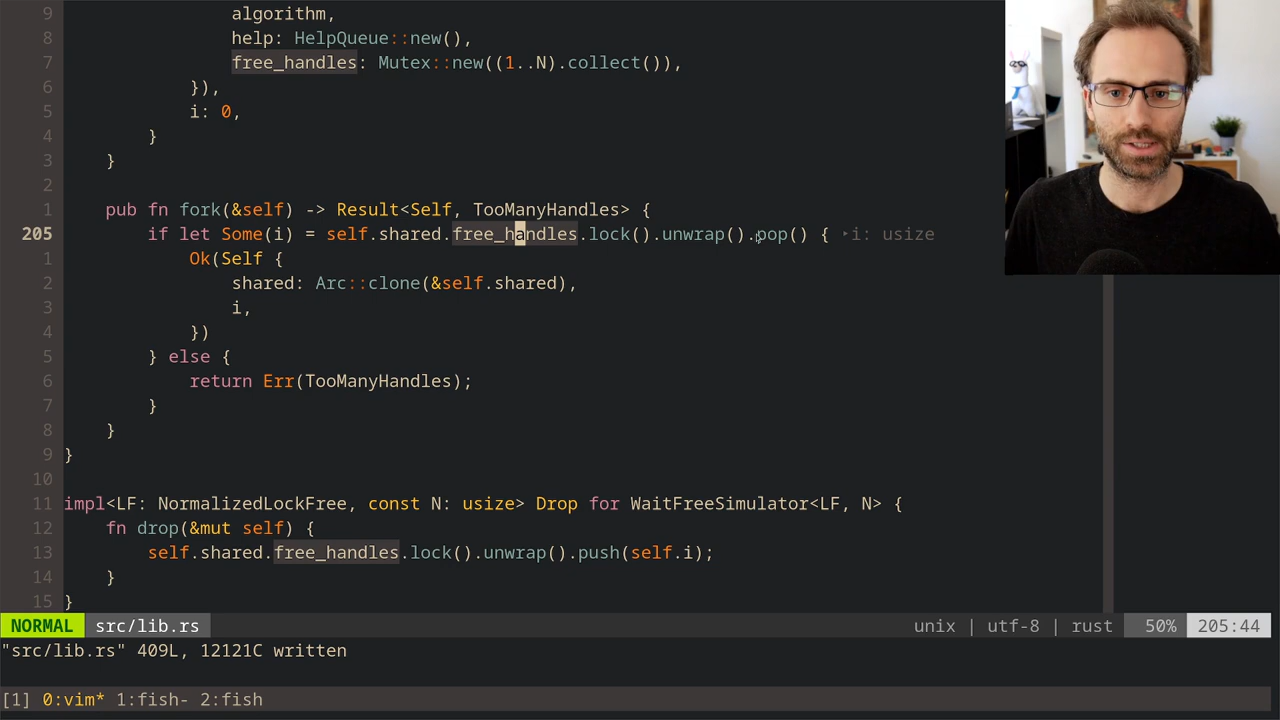 9 algorithm,
8 help: HelpQueue::new(),
7 free_handles: Mutex::new((1..N).collect()),
6 }),
5 i: 0,
4 }
3 }
2
1 pub fn fork(&self) -> Result<Self, TooManyHandles> {
205 if let Some(i) = self.shared.free_handles.lock().unwrap().pop() { ‣i: usize
1 Ok(Self {
2 shared: Arc::clone(&self.shared),
3 i,
4 })
5 } else {
6 return Err(TooManyHandles);
7 }
8 }
9 }
10
11 impl<LF: NormalizedLockFree, const N: usize> Drop for WaitFreeSimulator<LF, N> {
12 fn drop(&mut self) {
13 self.shared.free_handles.lock().unwrap().push(self.i);
14 }
15 }
NORMAL src/lib.rs unix | utf-8 | rust 50% 205:44
"src/lib.rs" 409L, 12121C written
[1] 0:vim* 1:fish- 2:fish